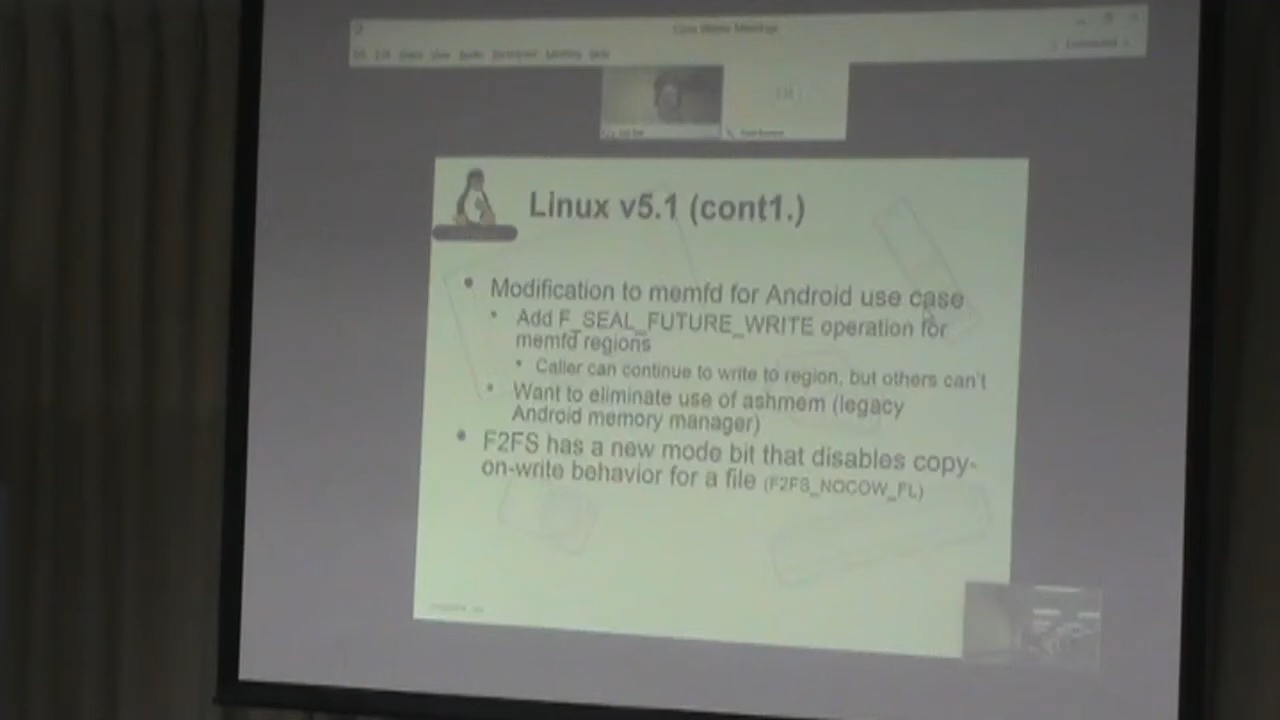 Linux v5.1 (cont1.)
• Modification to memfd for Android use case
• Add F_SEAL_FUTURE_WRITE operation for
memfd regions
• Caller can continue to write to region, but others can't
• Want to eliminate use of ashmem (legacy
Android memory manager)
• F2FS has a new mode bit that disables copy-
on-write behavior for a file (F2FS_NOCOW_FL)